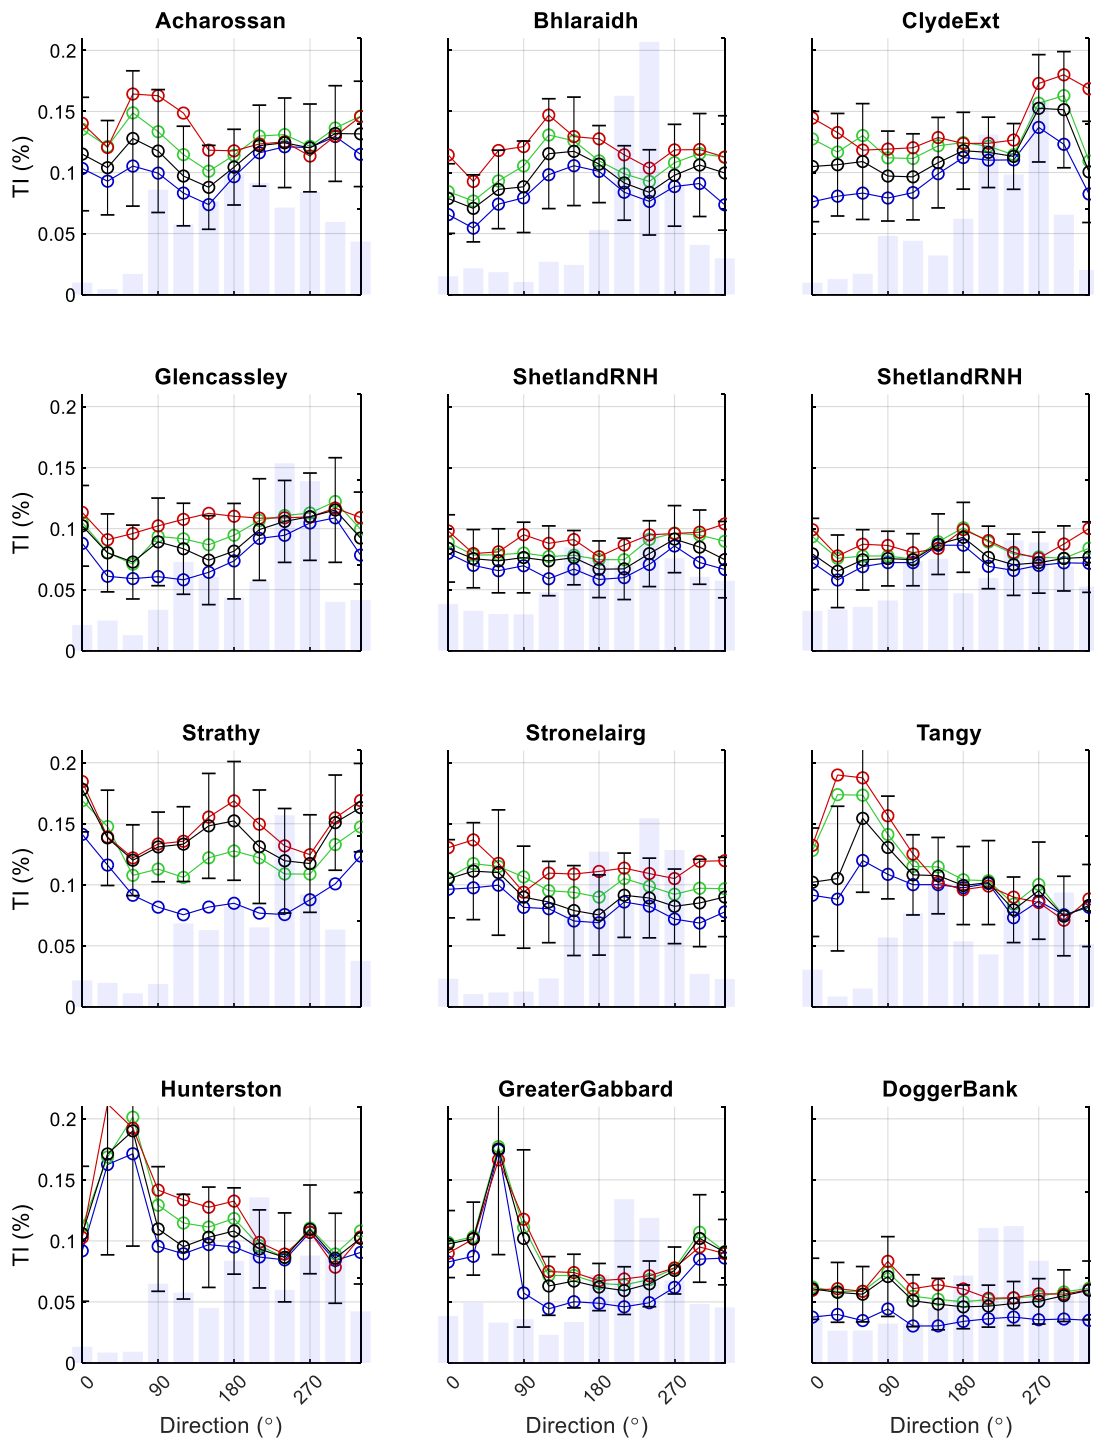 Acharossan
Bhlaraidh
ClydeExt
0.2
0.15
0.1
0.05
0
TI (%)
Glencassley
ShetlandRNH
ShetlandRNH
0.2
0.15
0.1
0.05
0
TI (%)
Strathy
Stronelairg
Tangy
0.2
0.15
0.1
0.05
0
TI (%)
Hunterston
GreaterGabbard
DoggerBank
0.2
0.15
0.1
0.05
0
TI (%)
0 90 180 270
0 90 180 270
0 90 180 270
Direction (°)
Direction (°)
Direction (°)